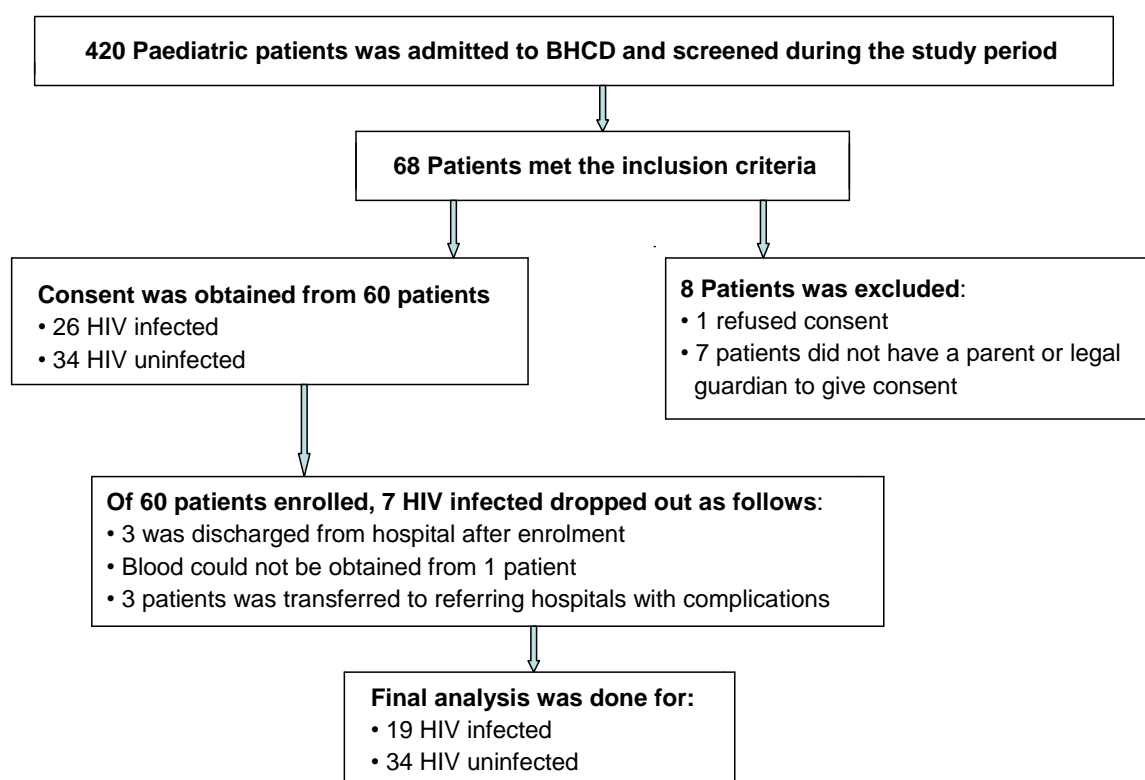 420 Paediatric patients was admitted to BHCD and screened during the study period
68 Patients met the inclusion criteria
Consent was obtained from 60 patients
• 26 HIV infected
• 34 HIV uninfected
8 Patients was excluded:
• 1 refused consent
• 7 patients did not have a parent or legal
guardian to give consent
Of 60 patients enrolled, 7 HIV infected dropped out as follows:
• 3 was discharged from hospital after enrolment
• Blood could not be obtained from 1 patient
• 3 patients was transferred to referring hospitals with complications
Final analysis was done for:
• 19 HIV infected
• 34 HIV uninfected